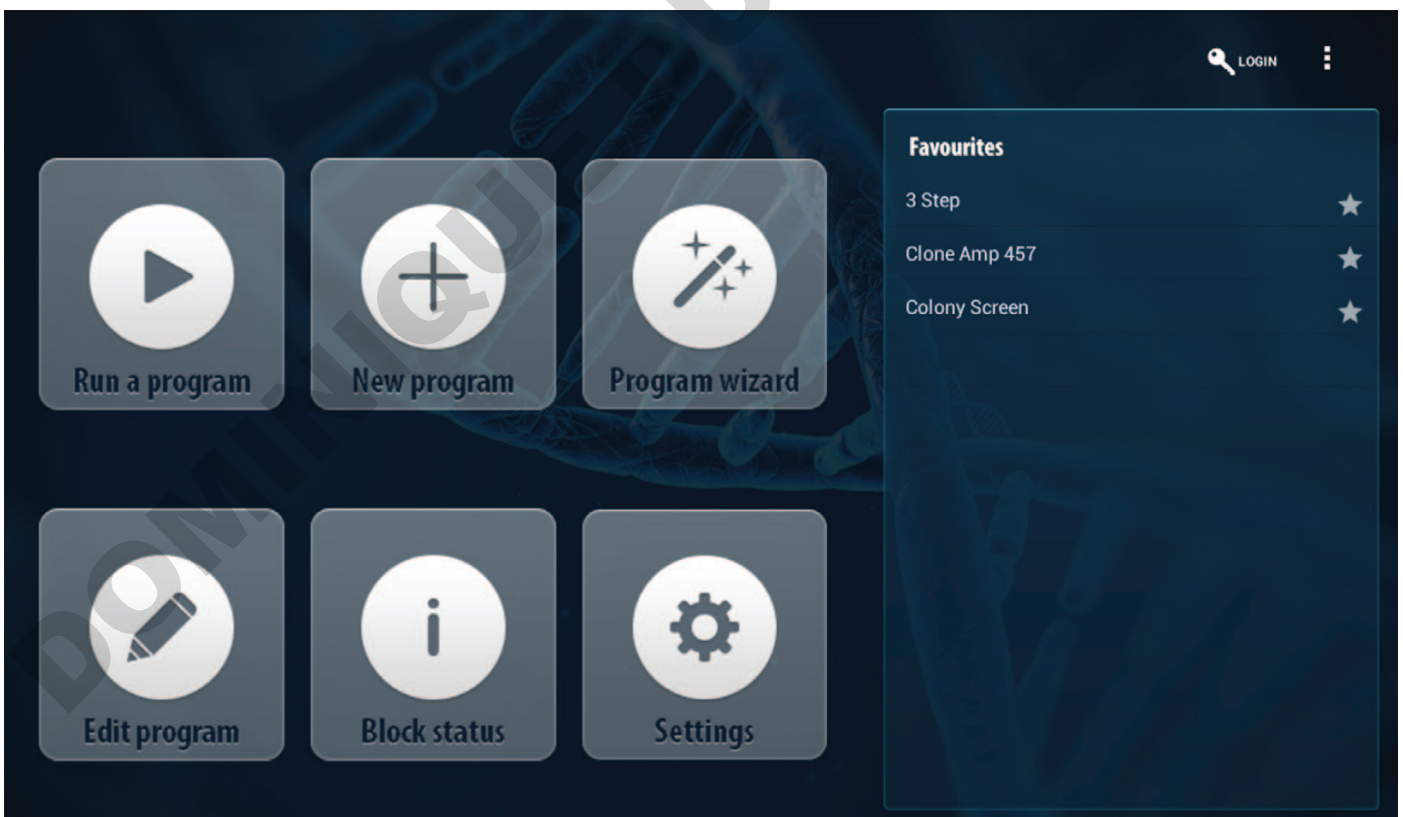 LOGIN
Favourites
3 Step
Clone Amp 457
Colony Screen
Run a program
New program
Program wizard
Edit program
Block status
Settings